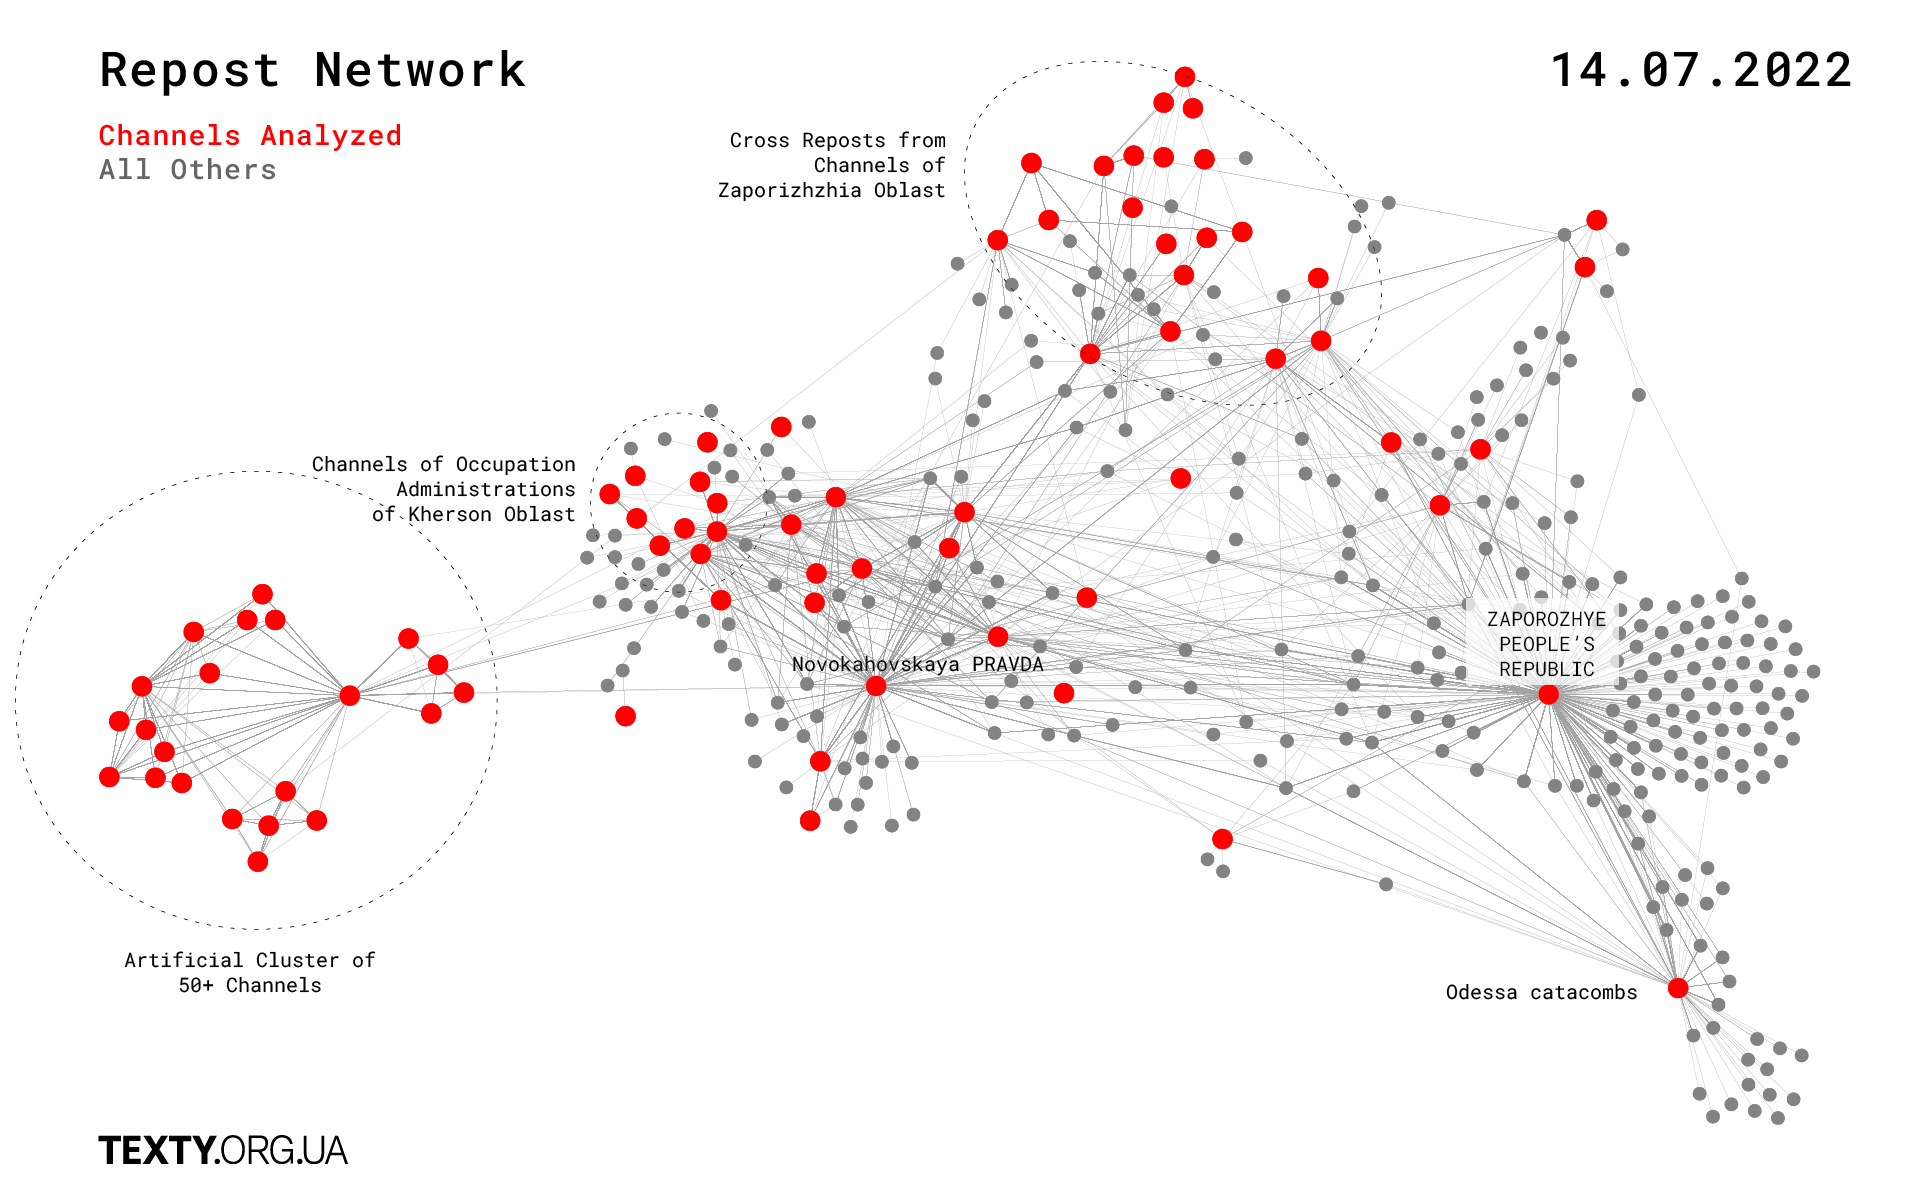 Repost Network
14.07.2022
Channels Analyzed
All Others
Cross Reposts from
Channels of
Zaporizhzhia Oblast
Channels of Occupation
Administrations
of Kherson Oblast
ZAPOROZHYE
PEOPLE’S
REPUBLIC
Novokahovskaya PRAVDA
Artificial Cluster of
50+ Channels
Odessa catacombs
TEXTY.ORG.UA